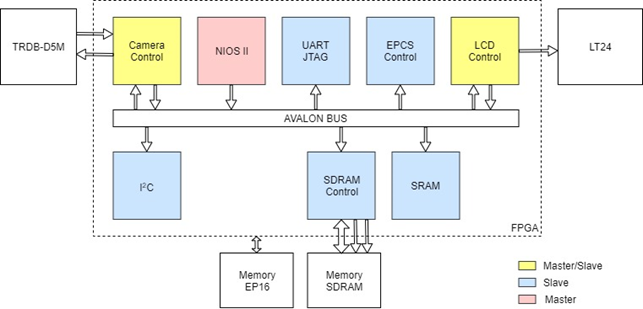 TRDB-D5M
Camera
Control
NIOS II
UART
JTAG
EPCS
Control
LCD
Control
LT24
AVALON BUS
I²C
SDRAM
Control
SRAM
FPGA
Memory
EP16
Memory
SDRAM
Master/Slave
Slave
Master